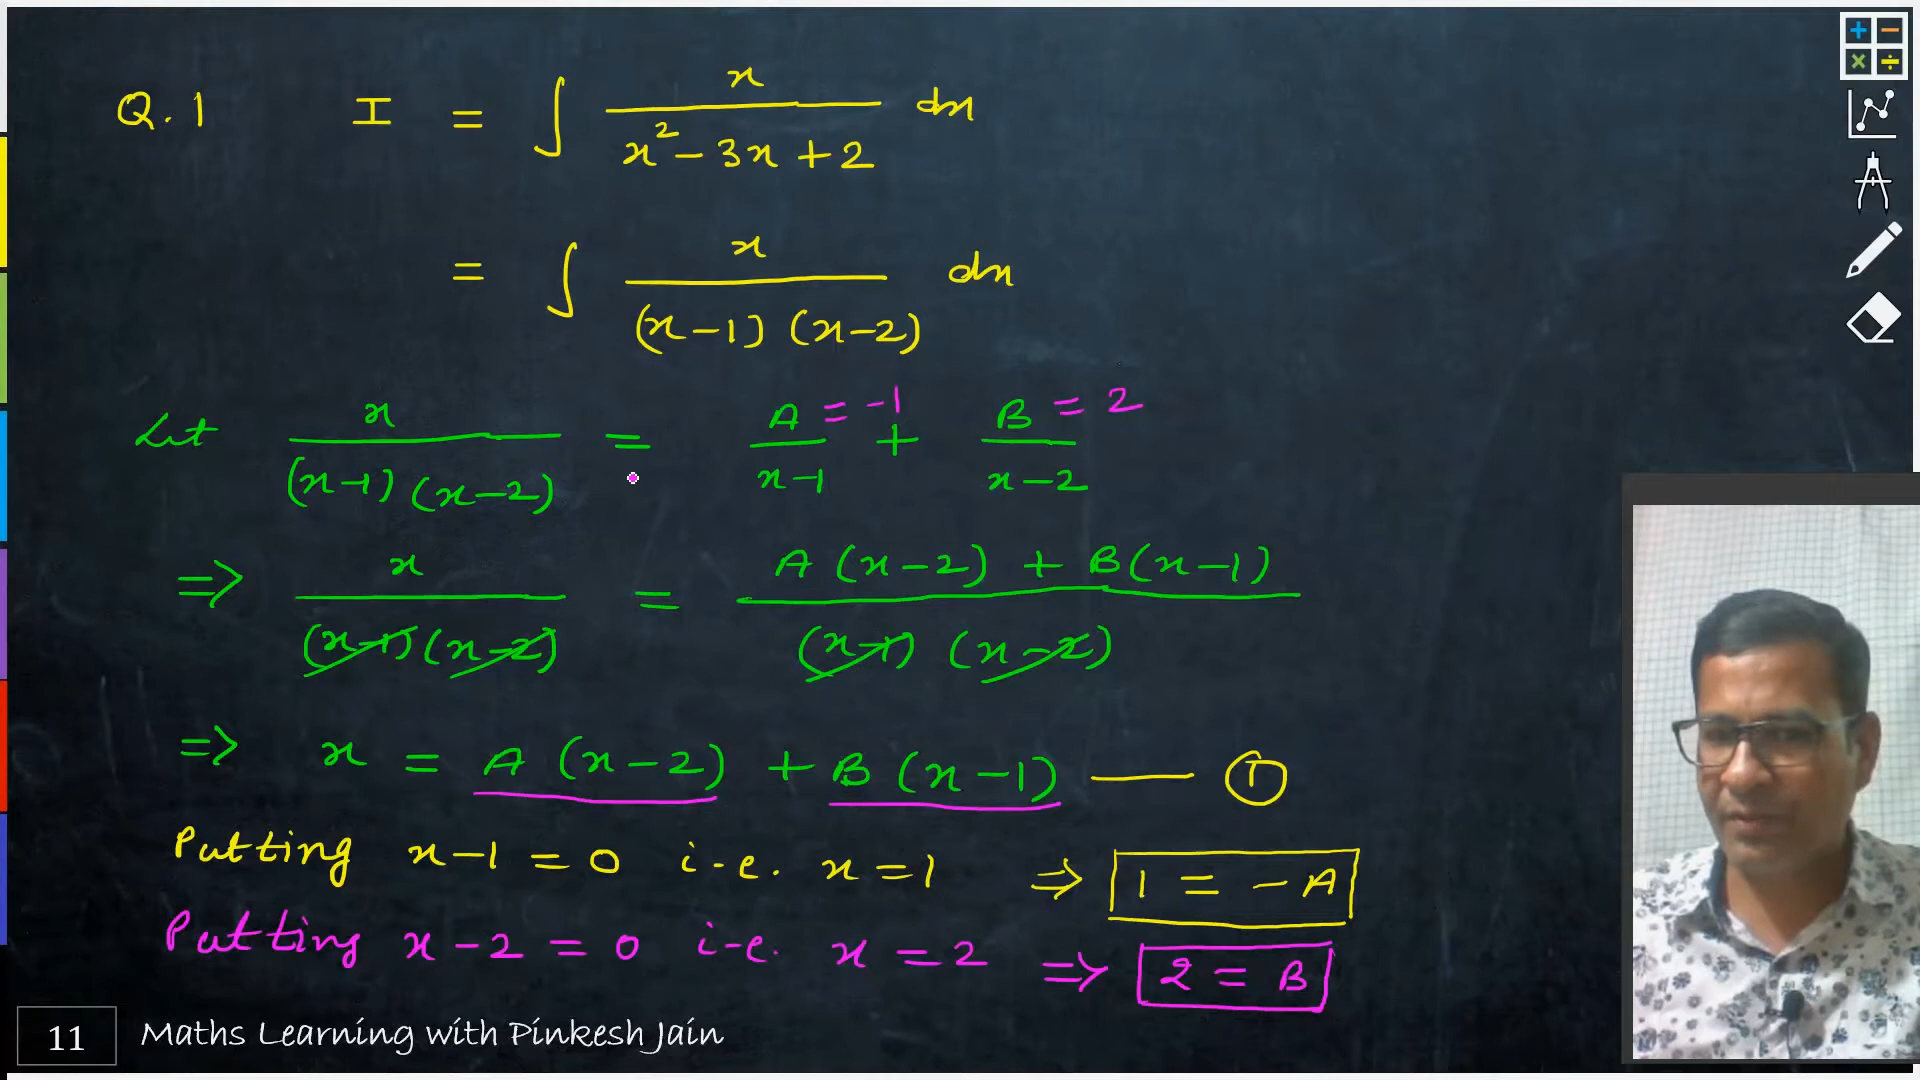 Q.1 I = ∫ x / (x² - 3x + 2) dx
= ∫ x / ((x-1) (x-2)) dx
Let x / ((x-1) (x-2)) = A = -1 / (x-1) + B = 2 / (x-2)
=> x / ((x-1) (x-2)) = (A (x-2) + B(x-1)) / ((x-1) (x-2))
=> x = A (x-2) + B (x-1) — ①
Putting x-1 = 0 i.e. x = 1 => 1 = -A
Putting x-2 = 0 i.e. x = 2 => 2 = B
11 Maths Learning with Pinkesh Jain